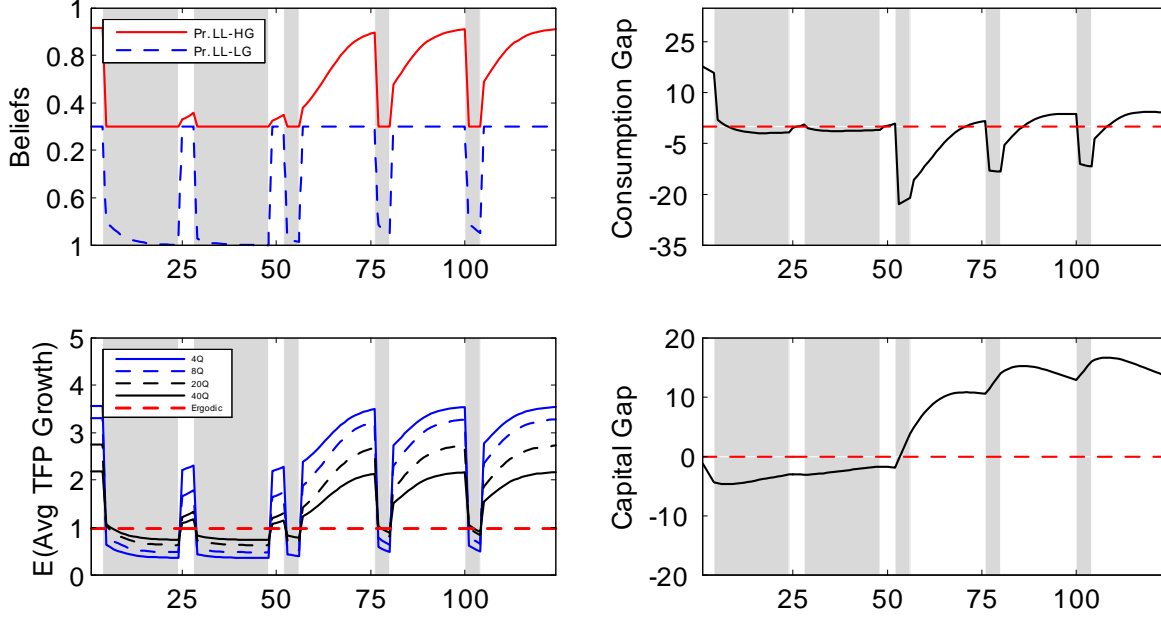 Beliefs
1
0.8
0.4
0.2
0.6
1
Pr. LL-HG
Pr. LL-LG
25 50 75 100
Consumption Gap
35
10
-5
-20
-35
25 50 75 100
E(Avg TFP Growth)
5
4
3
2
1
0
4Q
8Q
20Q
40Q
Ergodic
25 50 75 100
Capital Gap
20
10
0
-10
-20
25 50 75 100